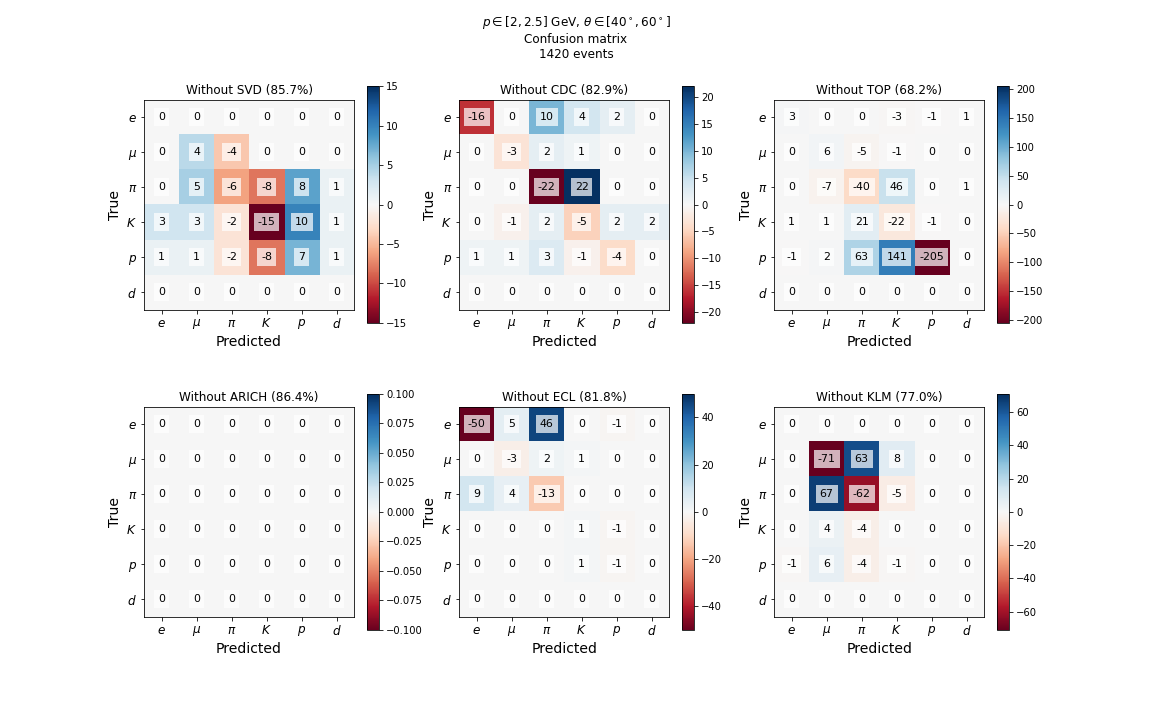 p ∈ [2, 2.5] GeV, θ ∈ [40°, 60°]
Confusion matrix
1420 events
Without SVD (85.7%)
True
e 0 0 0 0 0 0
μ 0 4 -4 0 0 0
π 0 5 -6 -8 8 1
K 3 3 -2 -15 10 1
p 1 1 -2 -8 7 1
d 0 0 0 0 0 0
e μ π K p d
Predicted
15
10
5
0
−5
−10
−15
Without CDC (82.9%)
True
e -16 0 10 4 2 0
μ 0 -3 2 1 0 0
π 0 0 -22 22 0 0
K 0 -1 2 -5 2 2
p 1 1 3 -1 -4 0
d 0 0 0 0 0 0
e μ π K p d
Predicted
20
15
10
5
0
−5
−10
−15
−20
Without TOP (68.2%)
True
e 3 0 0 -3 -1 1
μ 0 6 -5 -1 0 0
π 0 -7 -40 46 0 1
K 1 1 21 -22 -1 0
p -1 2 63 141 -205 0
d 0 0 0 0 0 0
e μ π K p d
Predicted
200
150
100
50
0
−50
−100
−150
−200
Without ARICH (86.4%)
True
e 0 0 0 0 0 0
μ 0 0 0 0 0 0
π 0 0 0 0 0 0
K 0 0 0 0 0 0
p 0 0 0 0 0 0
d 0 0 0 0 0 0
e μ π K p d
Predicted
0.100
0.075
0.050
0.025
0.000
−0.025
−0.050
−0.075
−0.100
Without ECL (81.8%)
True
e -50 5 46 0 -1 0
μ 0 -3 2 1 0 0
π 9 4 -13 0 0 0
K 0 0 0 1 -1 0
p 0 0 0 1 -1 0
d 0 0 0 0 0 0
e μ π K p d
Predicted
40
20
0
−20
−40
Without KLM (77.0%)
True
e 0 0 0 0 0 0
μ 0 -71 63 8 0 0
π 0 67 -62 -5 0 0
K 0 4 -4 0 0 0
p -1 6 -4 -1 0 0
d 0 0 0 0 0 0
e μ π K p d
Predicted
60
40
20
0
−20
−40
−60